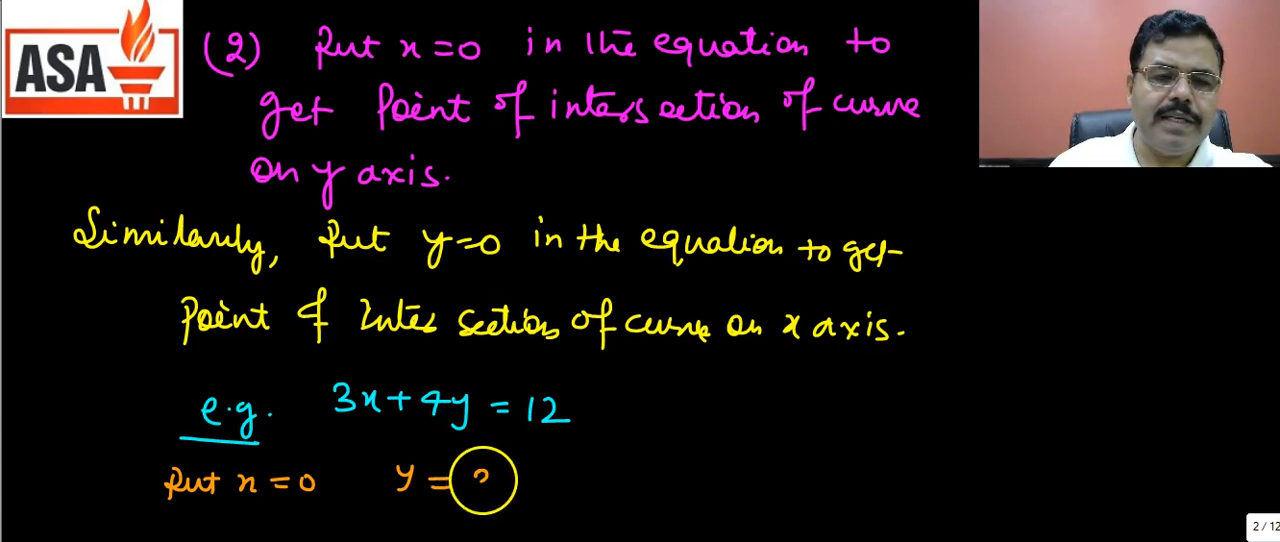 ASA
(2) Put x=0 in the equation to
get Point of intersection of curve
on y axis.
Similarly, Put y=0 in the equation to get
Point of Intersection of curve on x axis.
e.g. 3x+4y = 12
Put x=0 y = ?
2 / 12